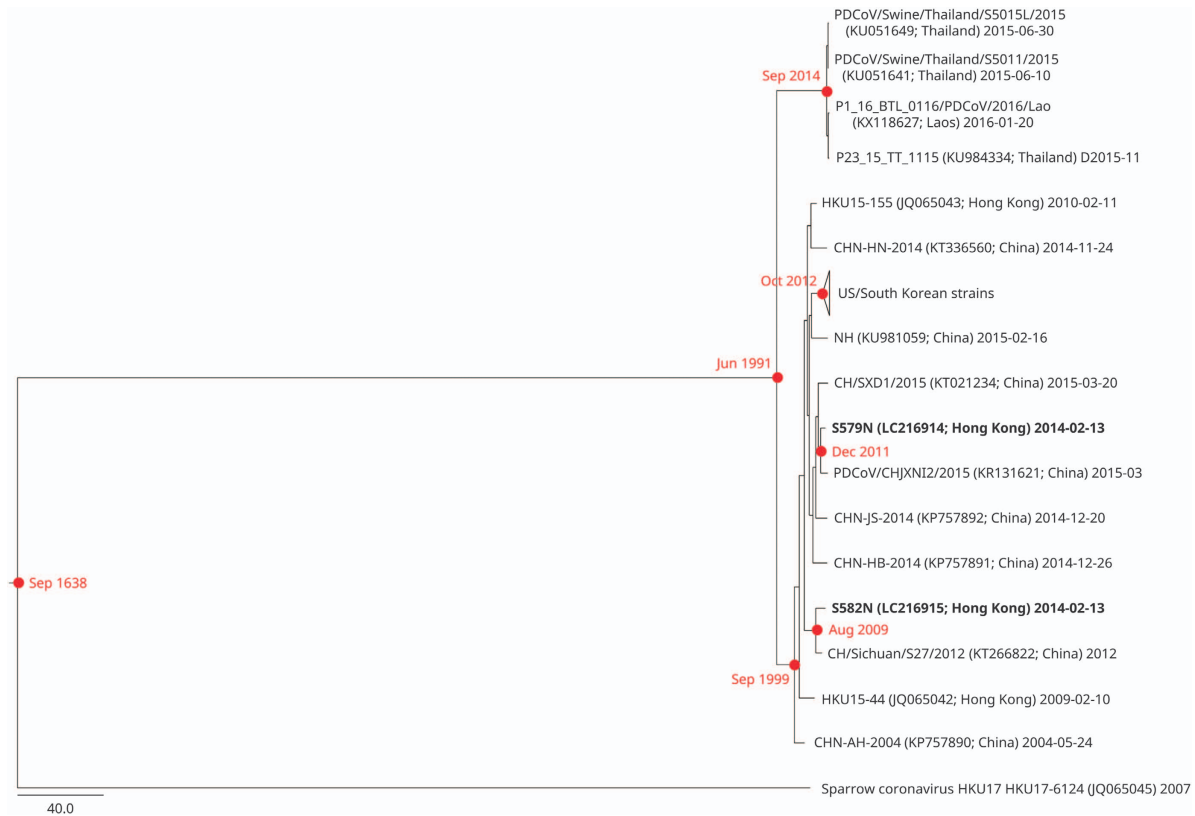 PDCoV/Swine/Thailand/S5015L/2015
(KU051649; Thailand) 2015-06-30
PDCoV/Swine/Thailand/S5011/2015
(KU051641; Thailand) 2015-06-10
Sep 2014
P1_16_BTL_0116/PDCoV/2016/Lao
(KX118627; Laos) 2016-01-20
P23_15_TT_1115 (KU984334; Thailand) D2015-11
HKU15-155 (JQ065043; Hong Kong) 2010-02-11
CHN-HN-2014 (KT336560; China) 2014-11-24
Oct 2012
US/South Korean strains
NH (KU981059; China) 2015-02-16
Jun 1991
CH/SXD1/2015 (KT021234; China) 2015-03-20
S579N (LC216914; Hong Kong) 2014-02-13
Dec 2011
PDCoV/CHJXNI2/2015 (KR131621; China) 2015-03
CHN-JS-2014 (KP757892; China) 2014-12-20
CHN-HB-2014 (KP757891; China) 2014-12-26
Sep 1638
S582N (LC216915; Hong Kong) 2014-02-13
Aug 2009
CH/Sichuan/S27/2012 (KT266822; China) 2012
Sep 1999
HKU15-44 (JQ065042; Hong Kong) 2009-02-10
CHN-AH-2004 (KP757890; China) 2004-05-24
Sparrow coronavirus HKU17 HKU17-6124 (JQ065045) 2007
40.0